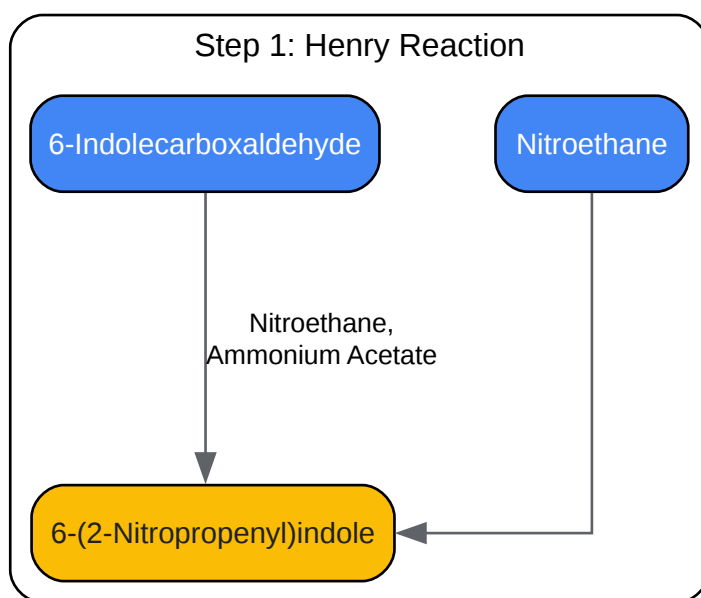 Step 1: Henry Reaction
6-Indolecarboxaldehyde
Nitroethane
Nitroethane,
Ammonium Acetate
6-(2-Nitropropenyl)indole